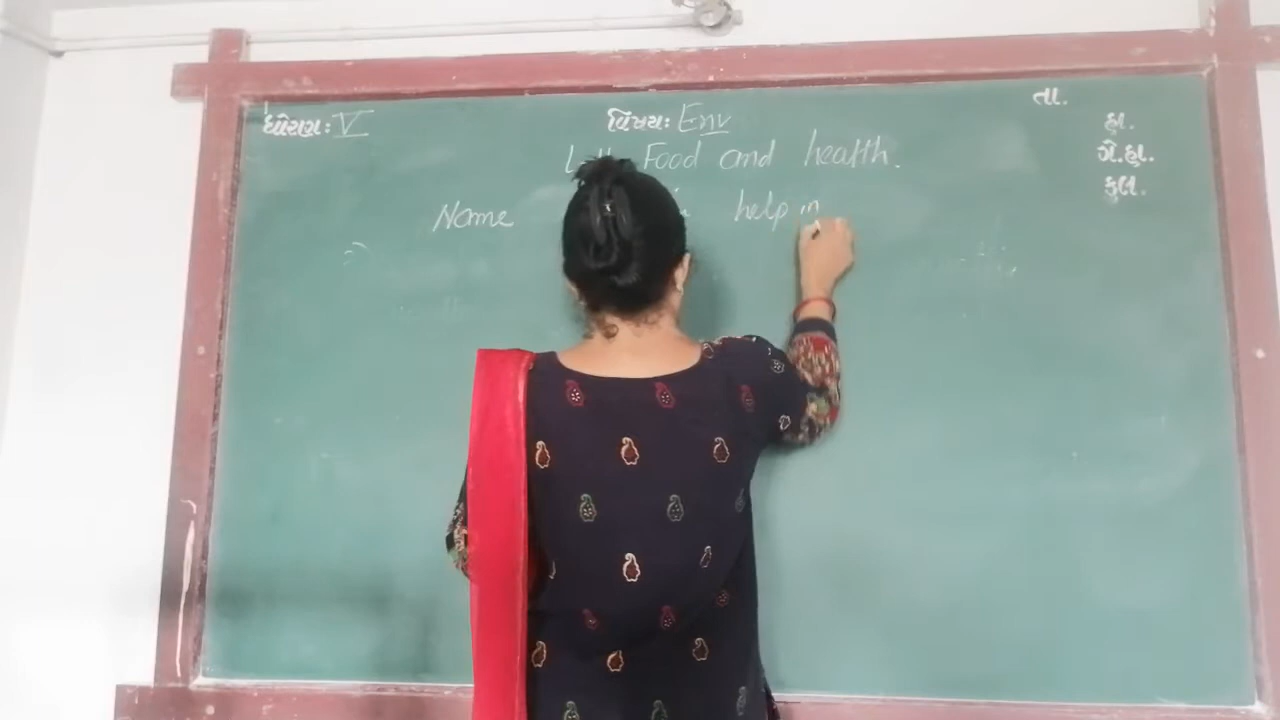 ધોરણ: V
વિષય: Env
તા.
હા.
ગે.હા.
કુલ.
Food and health.
Name help in